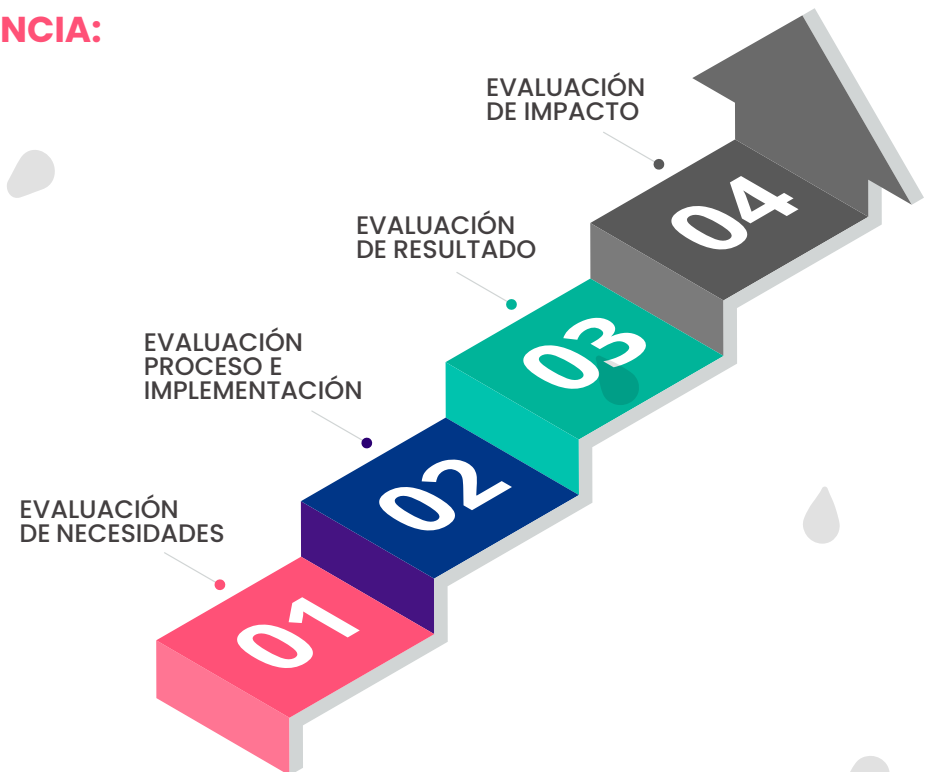 NCIA:
EVALUACIÓN
DE IMPACTO
04
EVALUACIÓN
DE RESULTADO
03
EVALUACIÓN
PROCESO E
IMPLEMENTACIÓN
02
EVALUACIÓN
DE NECESIDADES
01